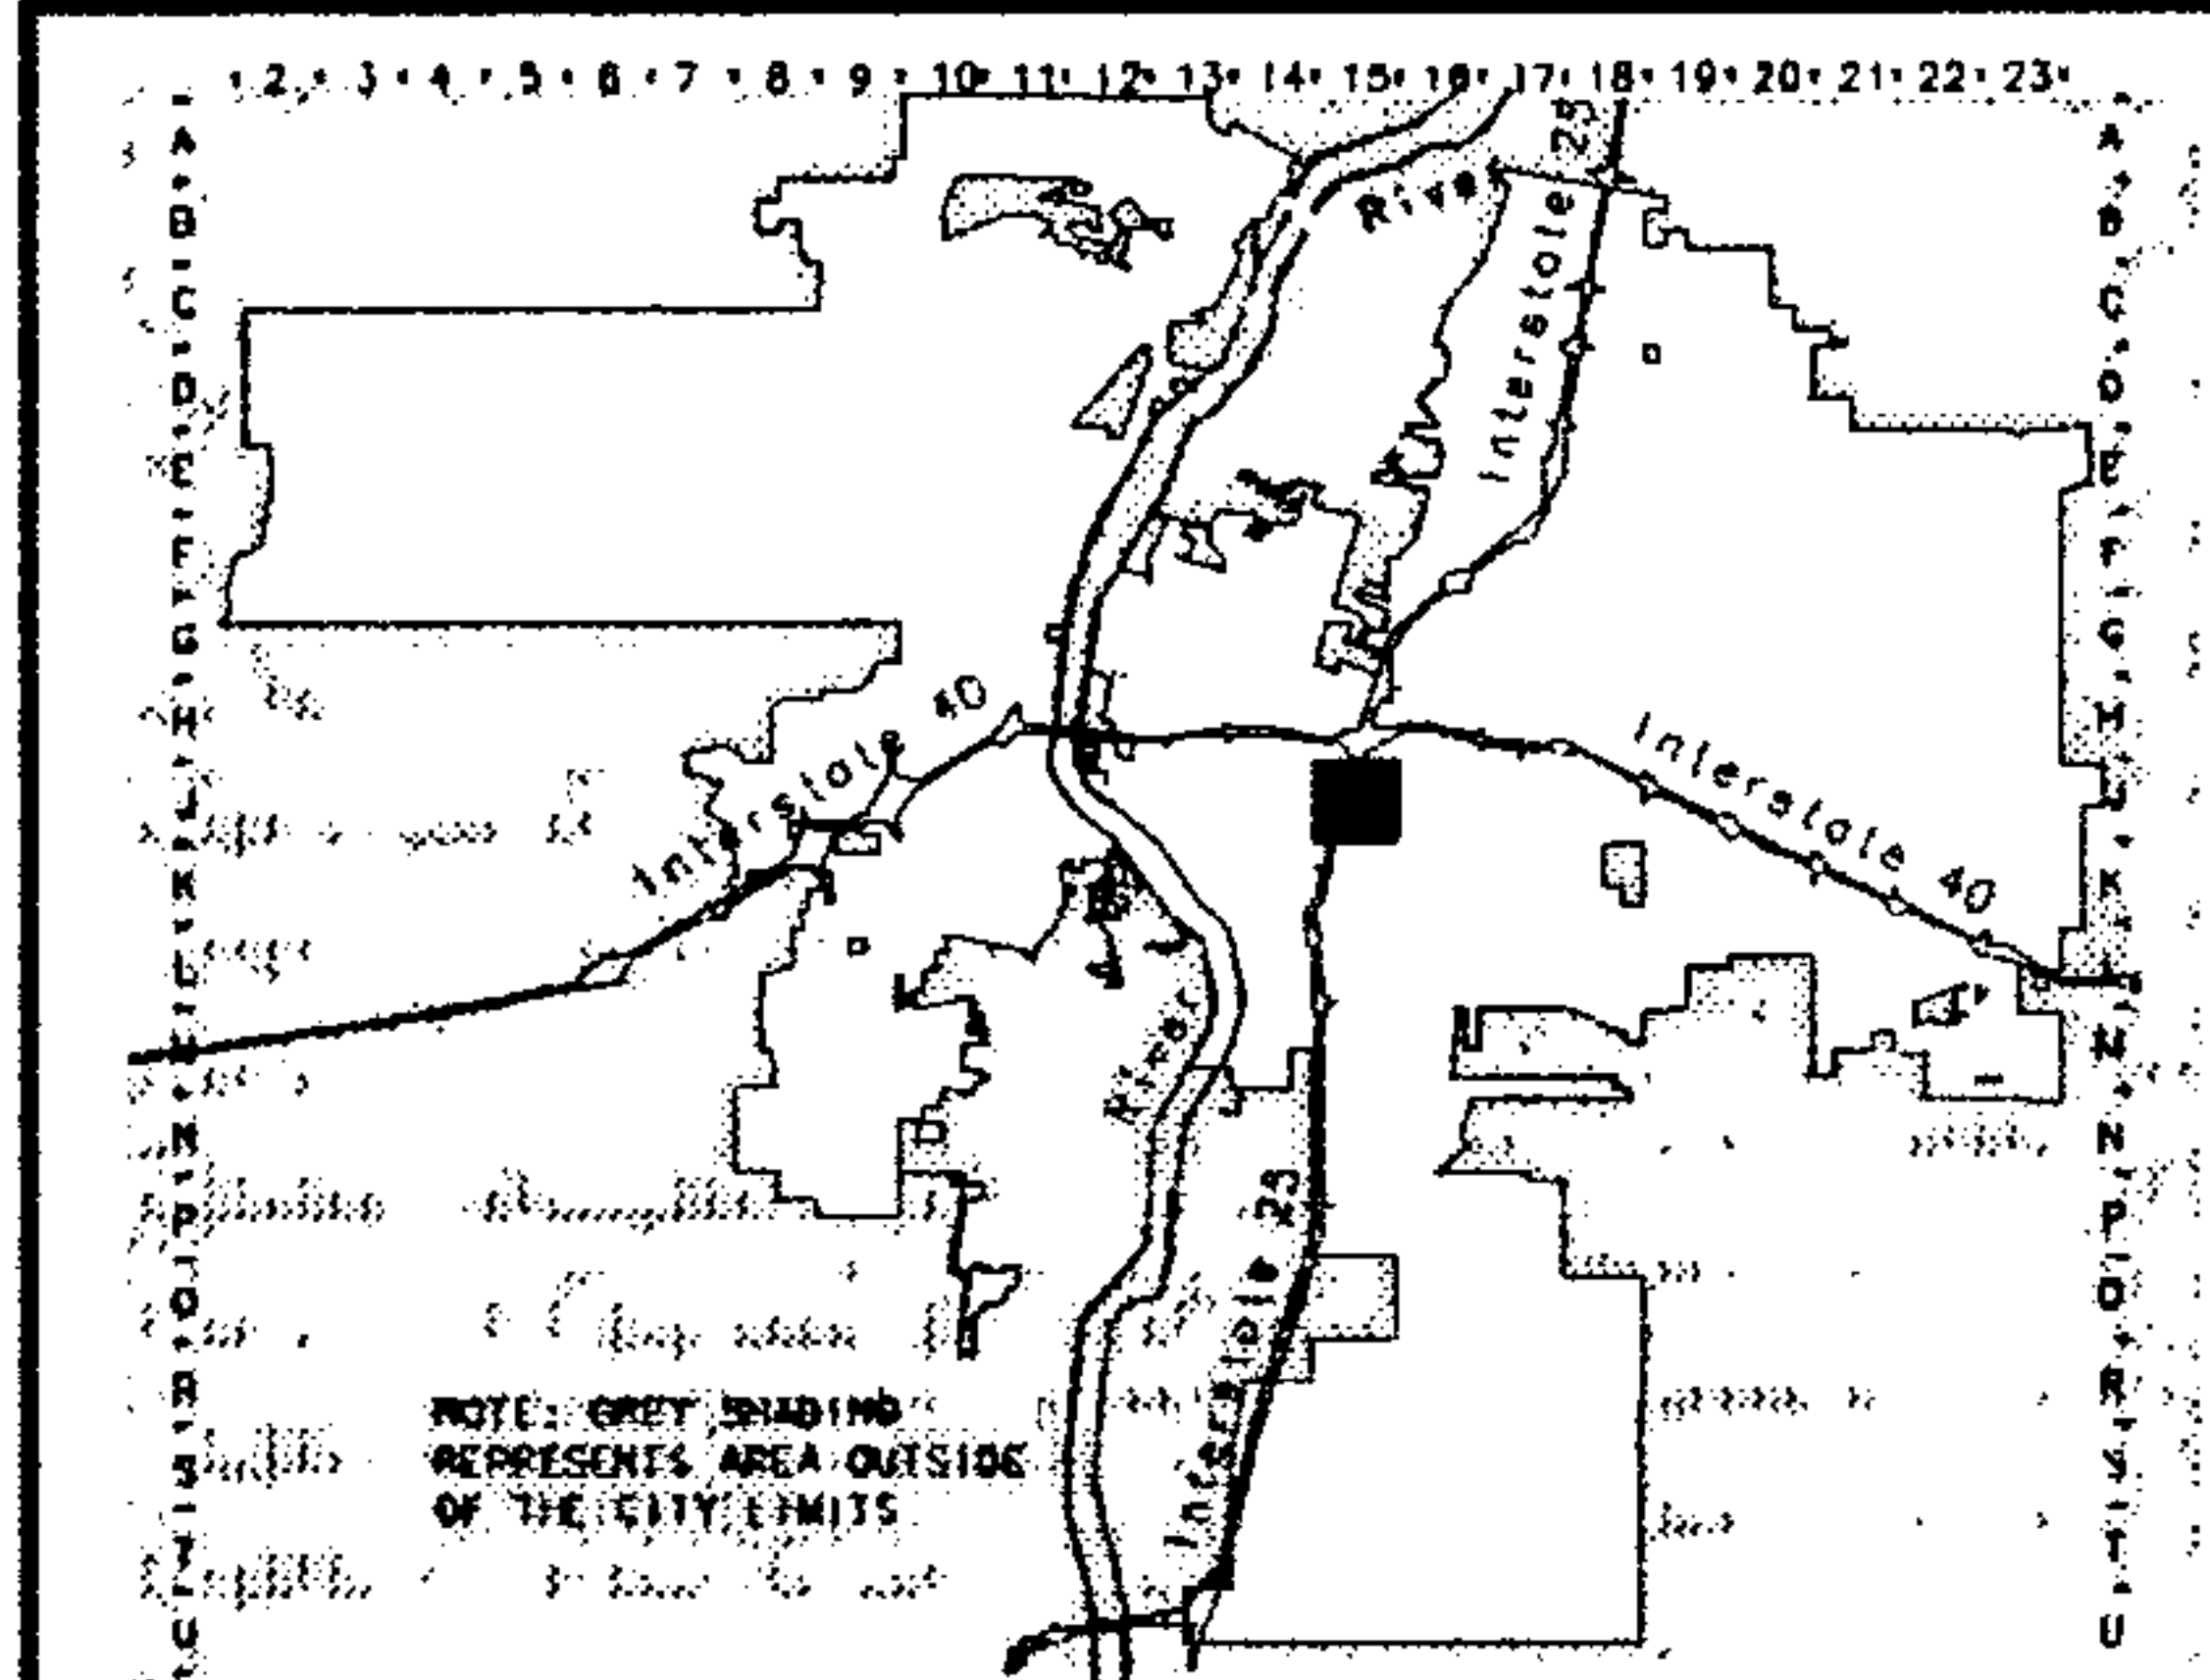 2 3 4 5 6 7 8 9 10 11 12 13 14 15 16 17 18 19 20 21 22 23
A A
B B
C C
D D
E E
F F
G G
H H
J J
K K
L L
M M
N N
P P
Q Q
R R
S S
T T
U U
River
Interstate 25
Interstate 40
Interstate 40
River
Interstate 25
NOTE: GREY SHADING
REPRESENTS AREA OUTSIDE
OF THE CITY LIMITS